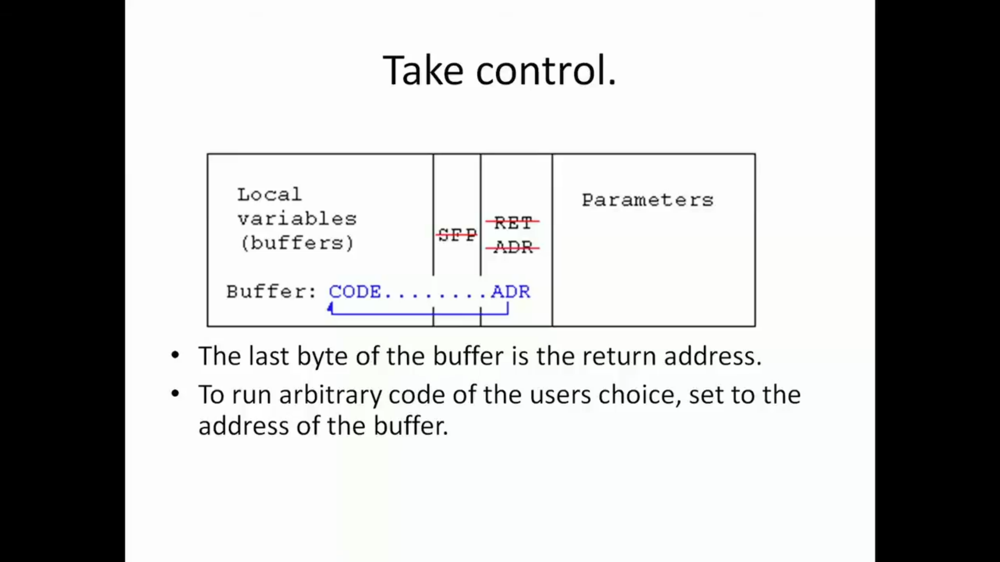 Take control.
Local
variables
(buffers)
SFP
RET
ADR
Parameters
Buffer: CODE........ADR
• The last byte of the buffer is the return address.
• To run arbitrary code of the users choice, set to the
address of the buffer.